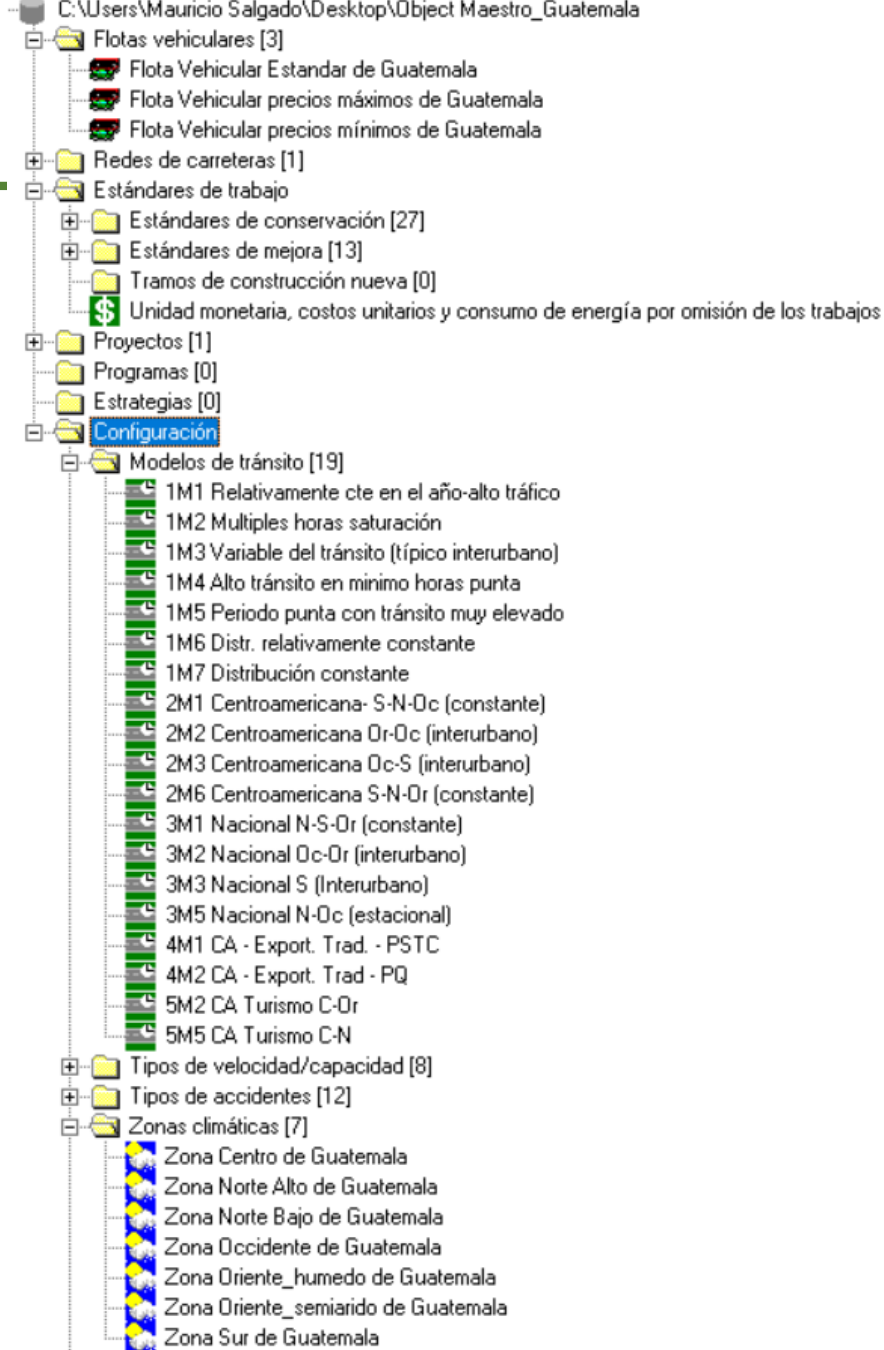 C:\Users\Mauricio Salgado\Desktop\Object Maestro_Guatemala
Flotas vehiculares [3]
Flota Vehicular Estandar de Guatemala
Flota Vehicular precios máximos de Guatemala
Flota Vehicular precios mínimos de Guatemala
Redes de carreteras [1]
Estándares de trabajo
Estándares de conservación [27]
Estándares de mejora [13]
Tramos de construcción nueva [0]
Unidad monetaria, costos unitarios y consumo de energía por omisión de los trabajos
Proyectos [1]
Programas [0]
Estrategias [0]
Configuración
Modelos de tránsito [19]
1M1 Relativamente cte en el año-alto tráfico
1M2 Multiples horas saturación
1M3 Variable del tránsito (típico interurbano)
1M4 Alto tránsito en minimo horas punta
1M5 Periodo punta con tránsito muy elevado
1M6 Distr. relativamente constante
1M7 Distribución constante
2M1 Centroamericana- S-N-Oc (constante)
2M2 Centroamericana Or-Oc (interurbano)
2M3 Centroamericana Oc-S (interurbano)
2M6 Centroamericana S-N-Or (constante)
3M1 Nacional N-S-Or (constante)
3M2 Nacional Oc-Or (interurbano)
3M3 Nacional S (Interurbano)
3M5 Nacional N-Oc (estacional)
4M1 CA - Export. Trad. - PSTC
4M2 CA - Export. Trad - PQ
5M2 CA Turismo C-Or
5M5 CA Turismo C-N
Tipos de velocidad/capacidad [8]
Tipos de accidentes [12]
Zonas climáticas [7]
Zona Centro de Guatemala
Zona Norte Alto de Guatemala
Zona Norte Bajo de Guatemala
Zona Occidente de Guatemala
Zona Oriente_humedo de Guatemala
Zona Oriente_semiarido de Guatemala
Zona Sur de Guatemala